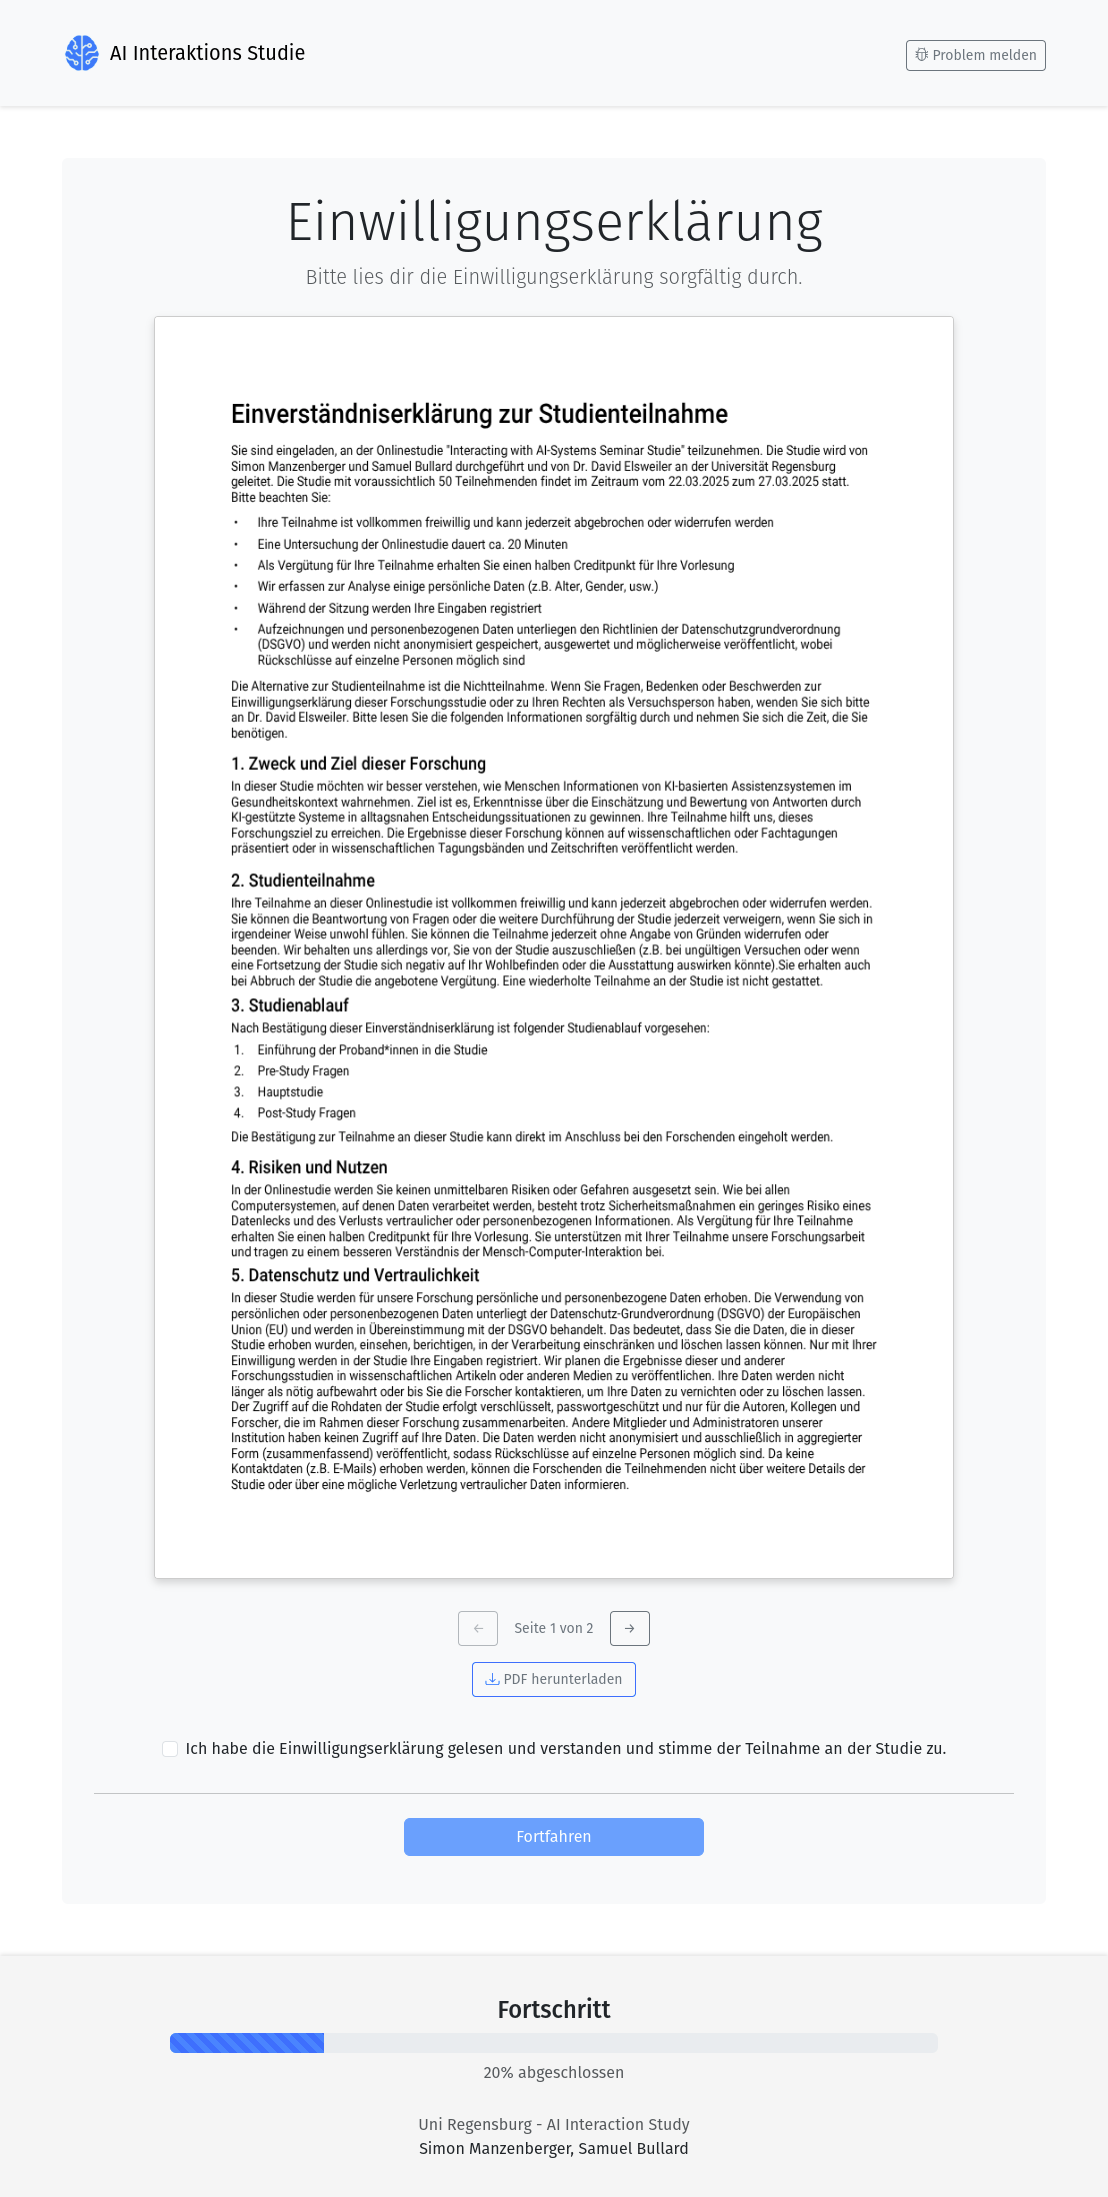 AI Interaktions Studie
Problem melden
Einwilligungserklärung
Bitte lies dir die Einwilligungserklärung sorgfältig durch.
Einverständniserklärung zur Studienteilnahme
Sie sind eingeladen, an der Onlinestudie "Interacting with AI-Systems Seminar Studie" teilzunehmen. Die Studie wird von
Simon Manzenberger und Samuel Bullard durchgeführt und von Dr. David Elsweiler an der Universität Regensburg
geleitet. Die Studie mit voraussichtlich 50 Teilnehmenden findet im Zeitraum vom 22.03.2025 zum 27.03.2025 statt.
Bitte beachten Sie:
• Ihre Teilnahme ist vollkommen freiwillig und kann jederzeit abgebrochen oder widerrufen werden
• Eine Untersuchung der Onlinestudie dauert ca. 20 Minuten
• Als Vergütung für Ihre Teilnahme erhalten Sie einen halben Creditpunkt für Ihre Vorlesung
• Wir erfassen zur Analyse einige persönliche Daten (z.B. Alter, Gender, usw.)
• Während der Sitzung werden Ihre Eingaben registriert
• Aufzeichnungen und personenbezogenen Daten unterliegen den Richtlinien der Datenschutzgrundverordnung
(DSGVO) und werden nicht anonymisiert gespeichert, ausgewertet und möglicherweise veröffentlicht, wobei
Rückschlüsse auf einzelne Personen möglich sind
Die Alternative zur Studienteilnahme ist die Nichtteilnahme. Wenn Sie Fragen, Bedenken oder Beschwerden zur
Einwilligungserklärung dieser Forschungsstudie oder zu Ihren Rechten als Versuchsperson haben, wenden Sie sich bitte
an Dr. David Elsweiler. Bitte lesen Sie die folgenden Informationen sorgfältig durch und nehmen Sie sich die Zeit, die Sie
benötigen.
1. Zweck und Ziel dieser Forschung
In dieser Studie möchten wir besser verstehen, wie Menschen Informationen von KI-basierten Assistenzsystemen im
Gesundheitskontext wahrnehmen. Ziel ist es, Erkenntnisse über die Einschätzung und Bewertung von Antworten durch
KI-gestützte Systeme in alltagsnahen Entscheidungssituationen zu gewinnen. Ihre Teilnahme hilft uns, dieses
Forschungsziel zu erreichen. Die Ergebnisse dieser Forschung können auf wissenschaftlichen oder Fachtagungen
präsentiert oder in wissenschaftlichen Tagungsbänden und Zeitschriften veröffentlicht werden.
2. Studienteilnahme
Ihre Teilnahme an dieser Onlinestudie ist vollkommen freiwillig und kann jederzeit abgebrochen oder widerrufen werden.
Sie können die Beantwortung von Fragen oder die weitere Durchführung der Studie jederzeit verweigern, wenn Sie sich in
irgendeiner Weise unwohl fühlen. Sie können die Teilnahme jederzeit ohne Angabe von Gründen widerrufen oder
beenden. Wir behalten uns allerdings vor, Sie von der Studie auszuschließen (z.B. bei ungültigen Versuchen oder wenn
eine Fortsetzung der Studie sich negativ auf Ihr Wohlbefinden oder die Ausstattung auswirken könnte).Sie erhalten auch
bei Abbruch der Studie die angebotene Vergütung. Eine wiederholte Teilnahme an der Studie ist nicht gestattet.
3. Studienablauf
Nach Bestätigung dieser Einverständniserklärung ist folgender Studienablauf vorgesehen:
1. Einführung der Proband*innen in die Studie
2. Pre-Study Fragen
3. Hauptstudie
4. Post-Study Fragen
Die Bestätigung zur Teilnahme an dieser Studie kann direkt im Anschluss bei den Forschenden eingeholt werden.
4. Risiken und Nutzen
In der Onlinestudie werden Sie keinen unmittelbaren Risiken oder Gefahren ausgesetzt sein. Wie bei allen
Computersystemen, auf denen Daten verarbeitet werden, besteht trotz Sicherheitsmaßnahmen ein geringes Risiko eines
Datenlecks und des Verlusts vertraulicher oder personenbezogenen Informationen. Als Vergütung für Ihre Teilnahme
erhalten Sie einen halben Creditpunkt für Ihre Vorlesung. Sie unterstützen mit Ihrer Teilnahme unsere Forschungsarbeit
und tragen zu einem besseren Verständnis der Mensch-Computer-Interaktion bei.
5. Datenschutz und Vertraulichkeit
In dieser Studie werden für unsere Forschung persönliche und personenbezogene Daten erhoben. Die Verwendung von
persönlichen oder personenbezogenen Daten unterliegt der Datenschutz-Grundverordnung (DSGVO) der Europäischen
Union (EU) und werden in Übereinstimmung mit der DSGVO behandelt. Das bedeutet, dass Sie die Daten, die in dieser
Studie erhoben wurden, einsehen, berichtigen, in der Verarbeitung einschränken und löschen lassen können. Nur mit Ihrer
Einwilligung werden in der Studie Ihre Eingaben registriert. Wir planen die Ergebnisse dieser und anderer
Forschungsstudien in wissenschaftlichen Artikeln oder anderen Medien zu veröffentlichen. Ihre Daten werden nicht
länger als nötig aufbewahrt oder bis Sie die Forscher kontaktieren, um Ihre Daten zu vernichten oder zu löschen lassen.
Der Zugriff auf die Rohdaten der Studie erfolgt verschlüsselt, passwortgeschützt und nur für die Autoren, Kollegen und
Forscher, die im Rahmen dieser Forschung zusammenarbeiten. Andere Mitglieder und Administratoren unserer
Institution haben keinen Zugriff auf Ihre Daten. Die Daten werden nicht anonymisiert und ausschließlich in aggregierter
Form (zusammenfassend) veröffentlicht, sodass Rückschlüsse auf einzelne Personen möglich sind. Da keine
Kontaktdaten (z.B. E-Mails) erhoben werden, können die Forschenden die Teilnehmenden nicht über weitere Details der
Studie oder über eine mögliche Verletzung vertraulicher Daten informieren.
← Seite 1 von 2 →
PDF herunterladen
Ich habe die Einwilligungserklärung gelesen und verstanden und stimme der Teilnahme an der Studie zu.
Fortfahren
Fortschritt
20% abgeschlossen
Uni Regensburg - AI Interaction Study
Simon Manzenberger, Samuel Bullard